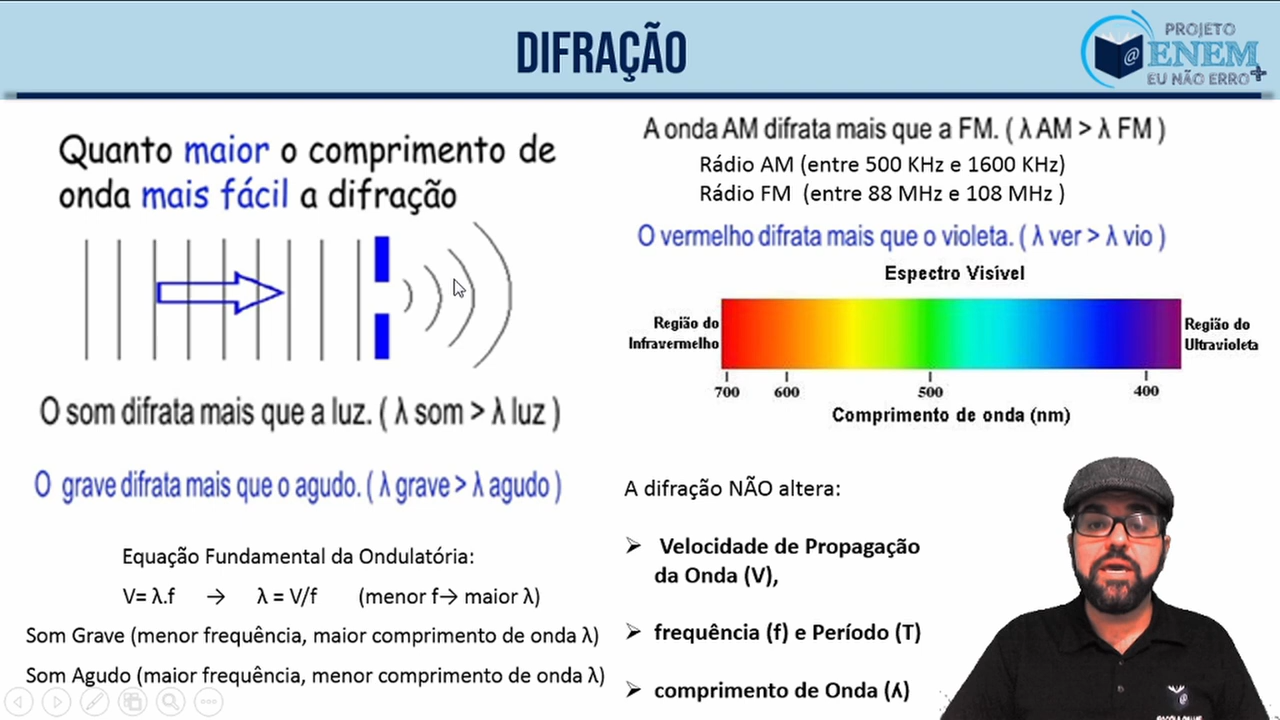 DIFRAÇÃO
PROJETO
@ENEM+
EU NÃO ERRO
Quanto maior o comprimento de
onda mais fácil a difração
O som difrata mais que a luz. ( λ som > λ luz )
O grave difrata mais que o agudo. ( λ grave > λ agudo )
Equação Fundamental da Ondulatória:
V= λ.f → λ = V/f (menor f→ maior λ)
Som Grave (menor frequência, maior comprimento de onda λ)
Som Agudo (maior frequência, menor comprimento de onda λ)
A onda AM difrata mais que a FM. ( λ AM > λ FM )
Rádio AM (entre 500 KHz e 1600 KHz)
Rádio FM (entre 88 MHz e 108 MHz )
O vermelho difrata mais que o violeta. ( λ ver > λ vio )
Espectro Visível
Região do
Infravermelho
Região do
Ultravioleta
700 600 500 400
Comprimento de onda (nm)
A difração NÃO altera:
➢ Velocidade de Propagação
da Onda (V),
➢ frequência (f) e Período (T)
➢ comprimento de Onda (ʎ)